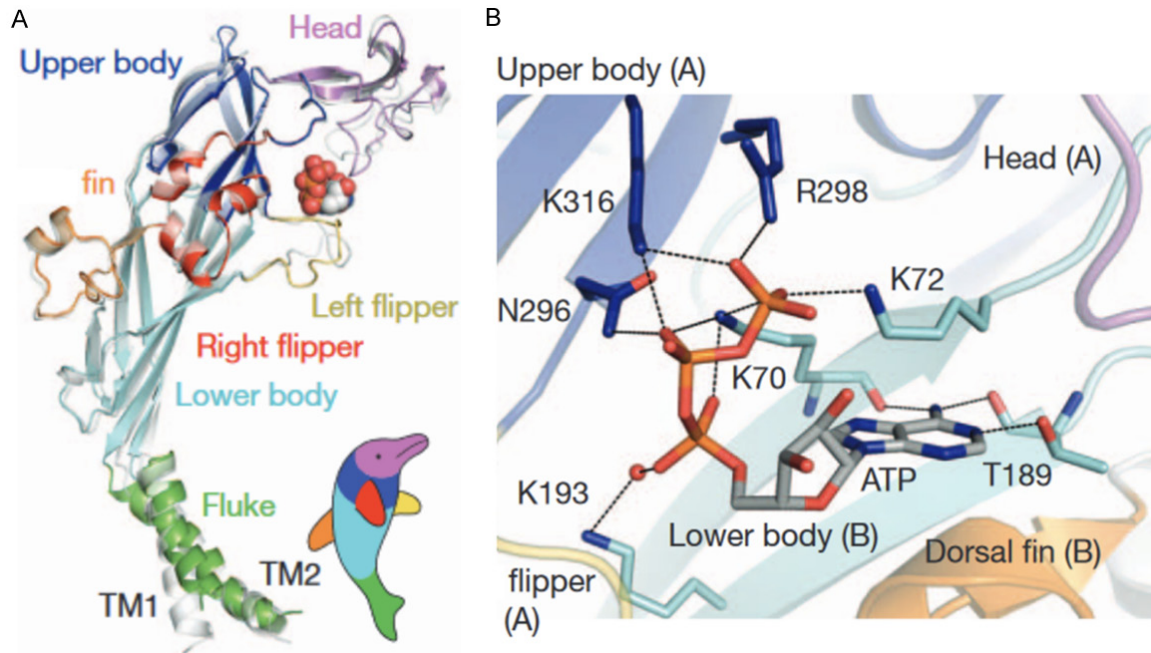 A
Head
Upper body
fin
Left flipper
Right flipper
Lower body
Fluke
TM2
TM1
B
Upper body (A)
Head (A)
K316
R298
K72
N296
K70
ATP
T189
K193
Lower body (B)
Dorsal fin (B)
flipper
(A)